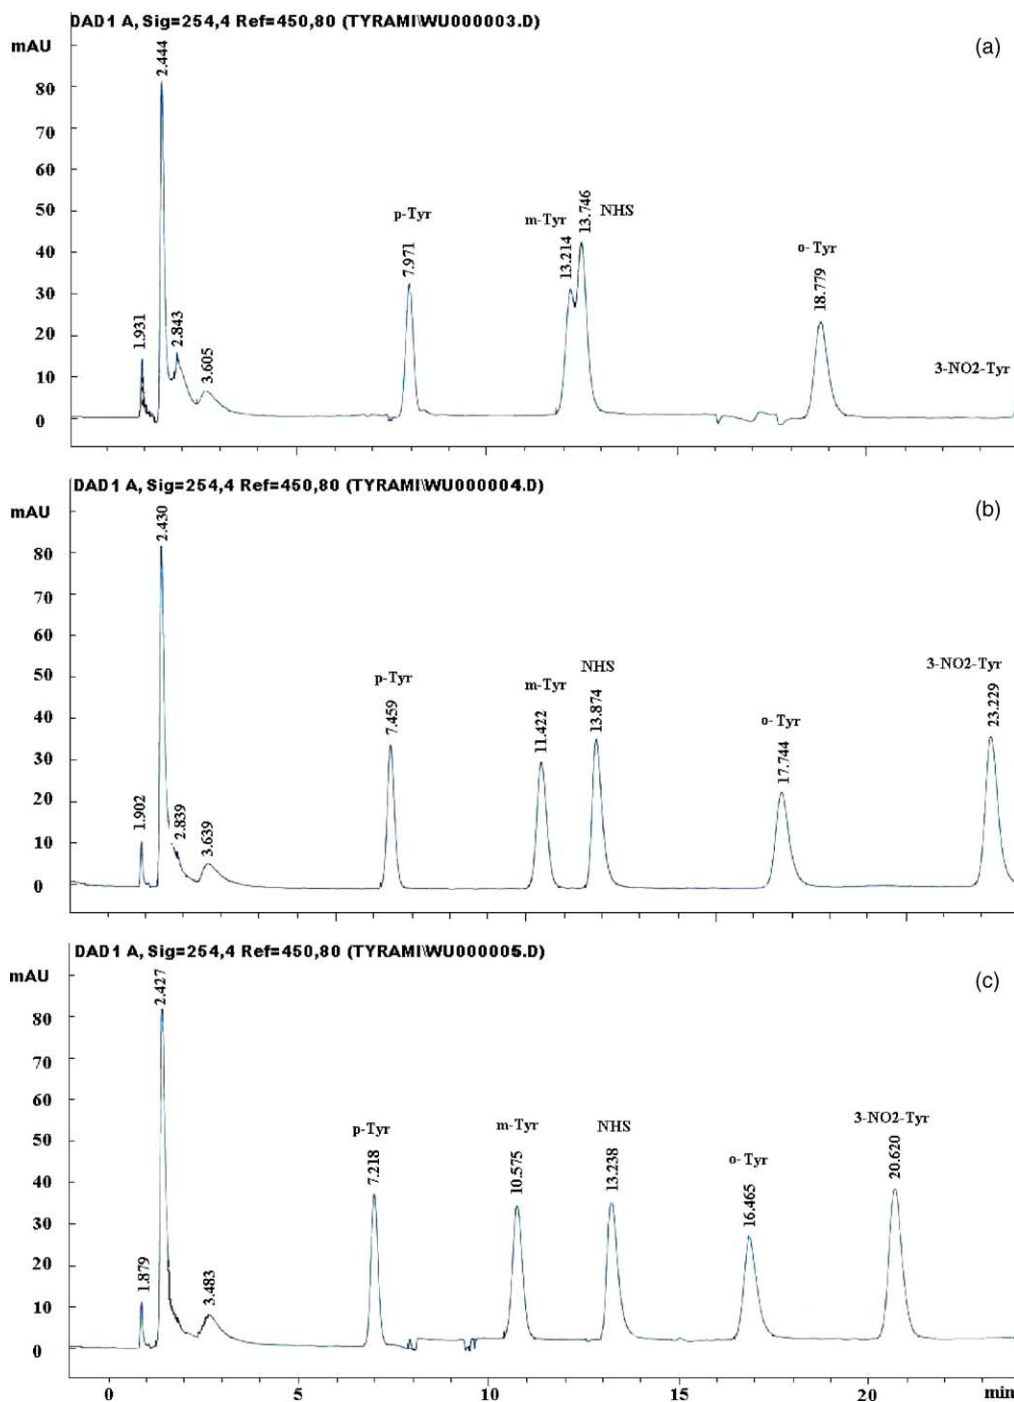 DAD1 A, Sig=254,4 Ref=450,80 (TYRAMI\WU000003.D)
mAU
(a)
2.444
80
70
60
50
40
30
20
10
0
1.931
2.843
3.605
p-Tyr
7.971
m-Tyr
13.214
13.746
NHS
o- Tyr
18.779
3-NO2-Tyr
DAD1 A, Sig=254,4 Ref=450,80 (TYRAMI\WU000004.D)
mAU
(b)
2.430
80
70
60
50
40
30
20
10
0
1.902
2.839
3.639
p-Tyr
7.459
m-Tyr
11.422
NHS
13.874
o- Tyr
17.744
3-NO2-Tyr
23.229
DAD1 A, Sig=254,4 Ref=450,80 (TYRAMI\WU000005.D)
mAU
(c)
2.427
80
70
60
50
40
30
20
10
0
1.879
3.483
p-Tyr
7.218
m-Tyr
10.575
NHS
13.238
o- Tyr
16.465
3-NO2-Tyr
20.620
0 5 10 15 20 min